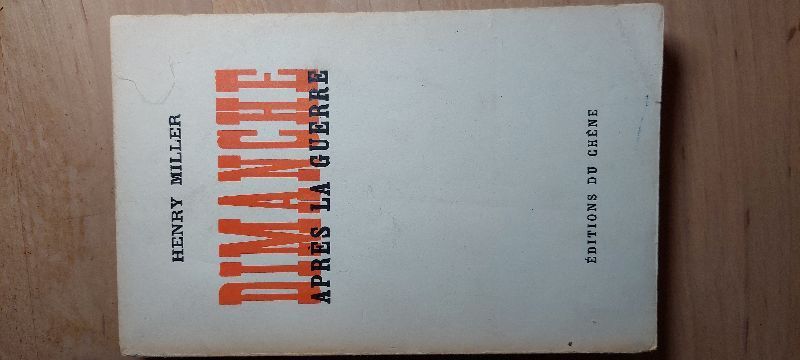 HENRY MILLER
DIMANCHE
APRÈS LA GUERRE
ÉDITIONS DU CHÊNE